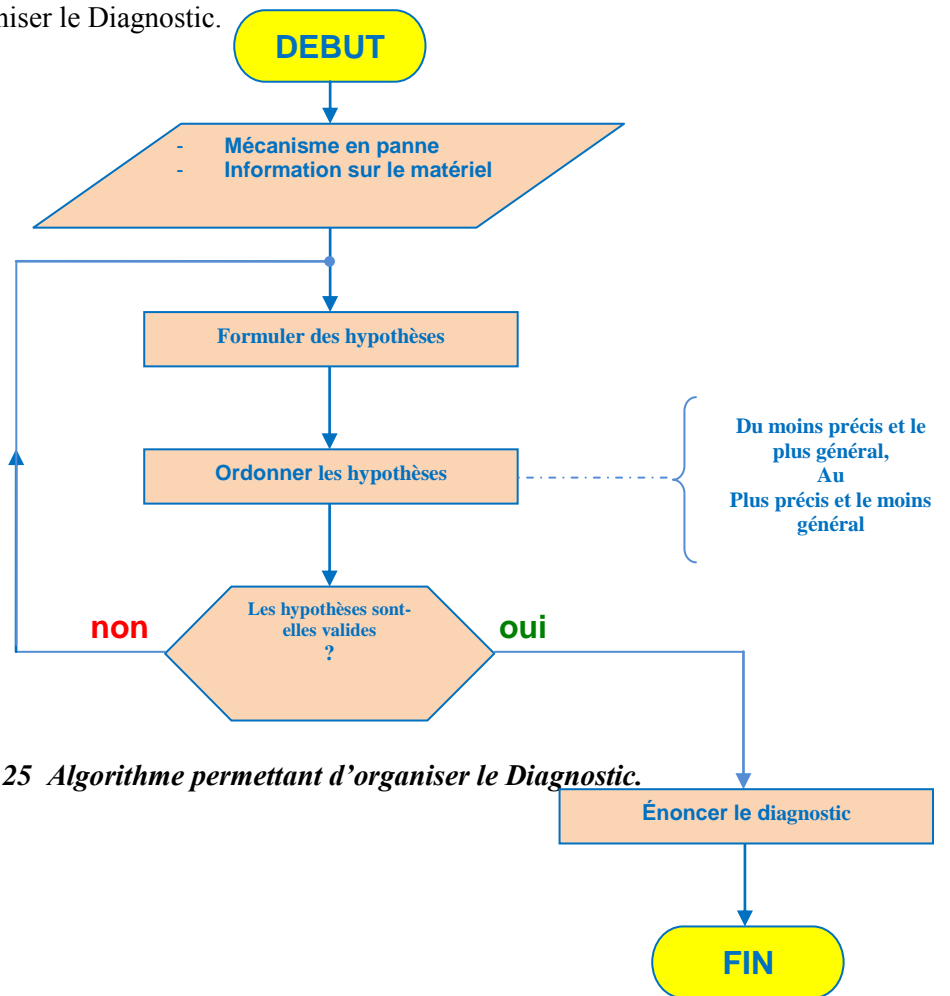 niser le Diagnostic.
DEBUT
- Mécanisme en panne
- Information sur le matériel
Formuler des hypothèses
Ordonner les hypothèses
Du moins précis et le
plus général,
Au
Plus précis et le moins
général
Les hypothèses sont-
elles valides
?
non
oui
25 Algorithme permettant d’organiser le Diagnostic.
Énoncer le diagnostic
FIN